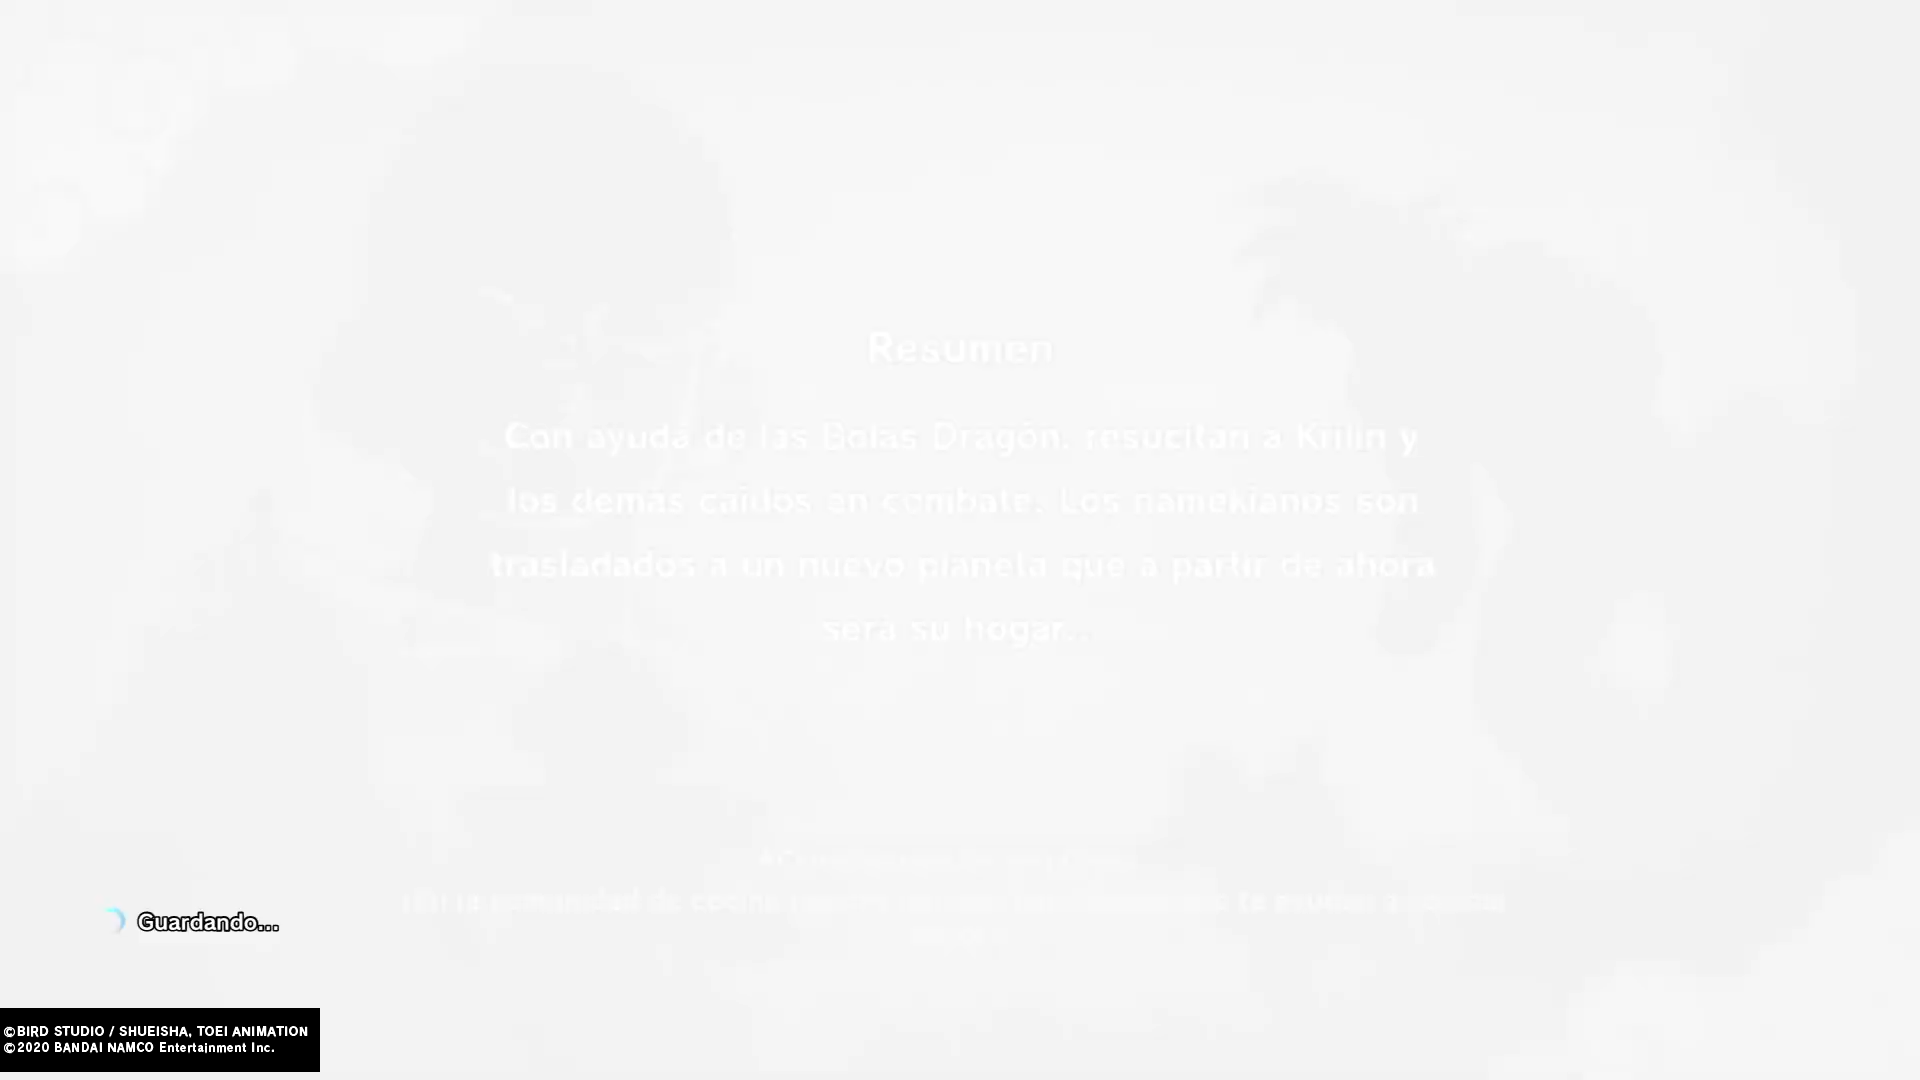 Resumen
Con ayuda de las Bolas Dragón, resucitan a Krilin y
los demás caídos en combate. Los namekianos son
trasladados a un nuevo planeta que a partir de ahora
será su hogar...
de cocina
Guardando...
©BIRD STUDIO / SHUEISHA, TOEI ANIMATION
©2020 BANDAI NAMCO Entertainment Inc.